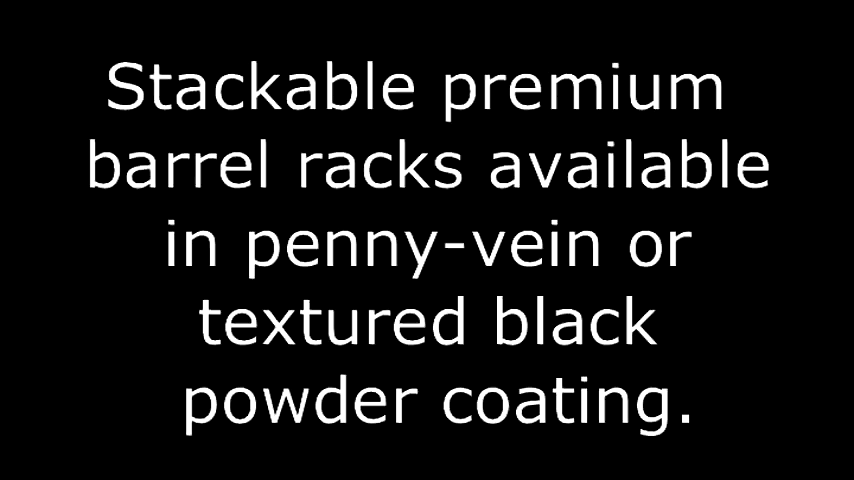 Stackable premium
barrel racks available
in penny-vein or
textured black
powder coating.